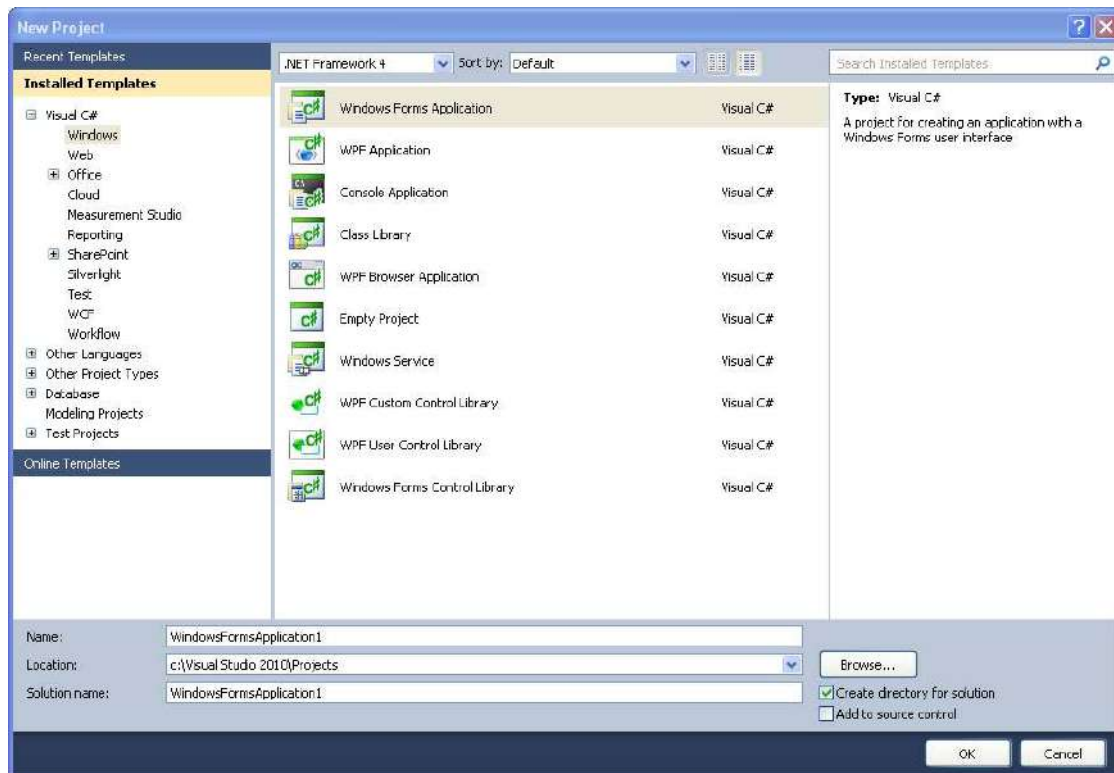 New Project
Recent Templates
Installed Templates
Visual C#
Windows
Web
Office
Cloud
Measurement Studio
Reporting
SharePoint
Silverlight
Test
WCF
Workflow
Other Languages
Other Project Types
Database
Modeling Projects
Test Projects
Online Templates
.NET Framework 4 Sort by: Default
Windows Forms Application Visual C#
WPF Application Visual C#
Console Application Visual C#
Class Library Visual C#
WPF Browser Application Visual C#
Empty Project Visual C#
Windows Service Visual C#
WPF Custom Control Library Visual C#
WPF User Control Library Visual C#
Windows Forms Control Library Visual C#
Search Installed Templates
Type: Visual C#
A project for creating an application with a
Windows Forms user interface
Name: WindowsFormsApplication1
Location: c:\Visual Studio 2010\Projects Browse...
Solution name: WindowsFormsApplication1
Create directory for solution
Add to source control
OK Cancel